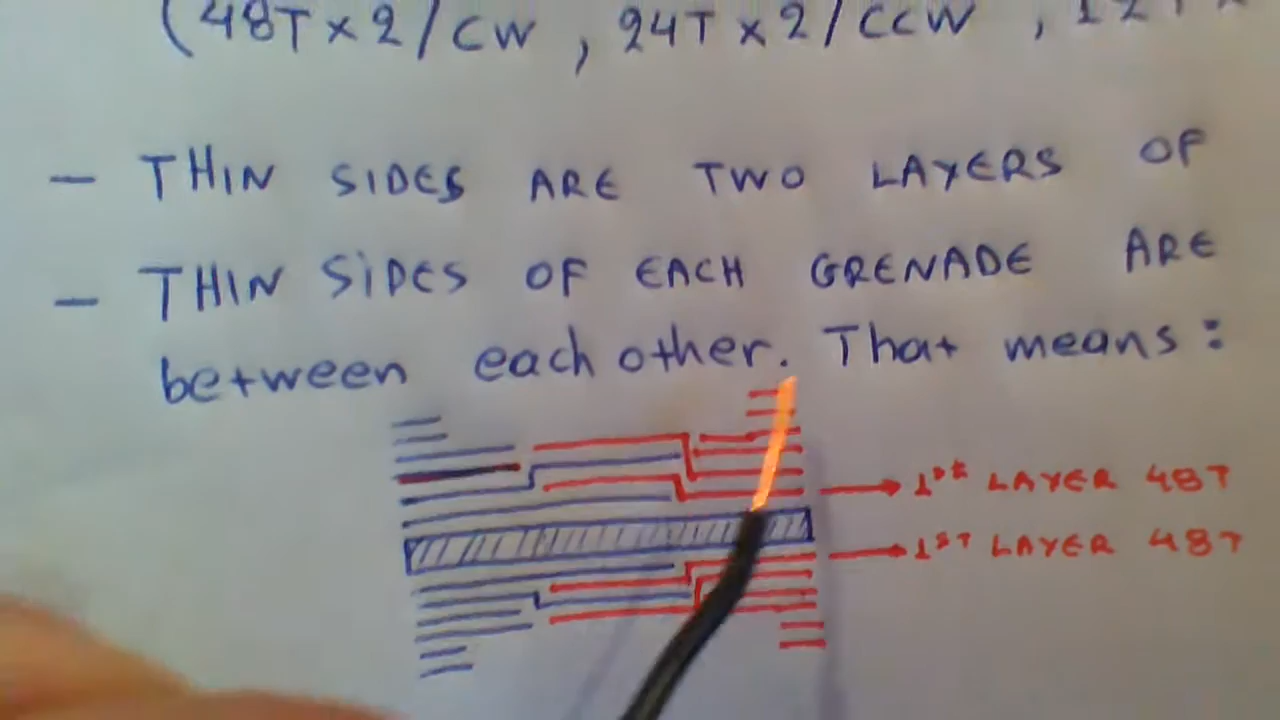 (48T x 2/CW , 24T x 2/CCW , 12T x
- THIN SIDES ARE TWO LAYERS OF
- THIN SIDES OF EACH GRENADE ARE
between each other. That means:
LAYER 48T
1ST LAYER 48T